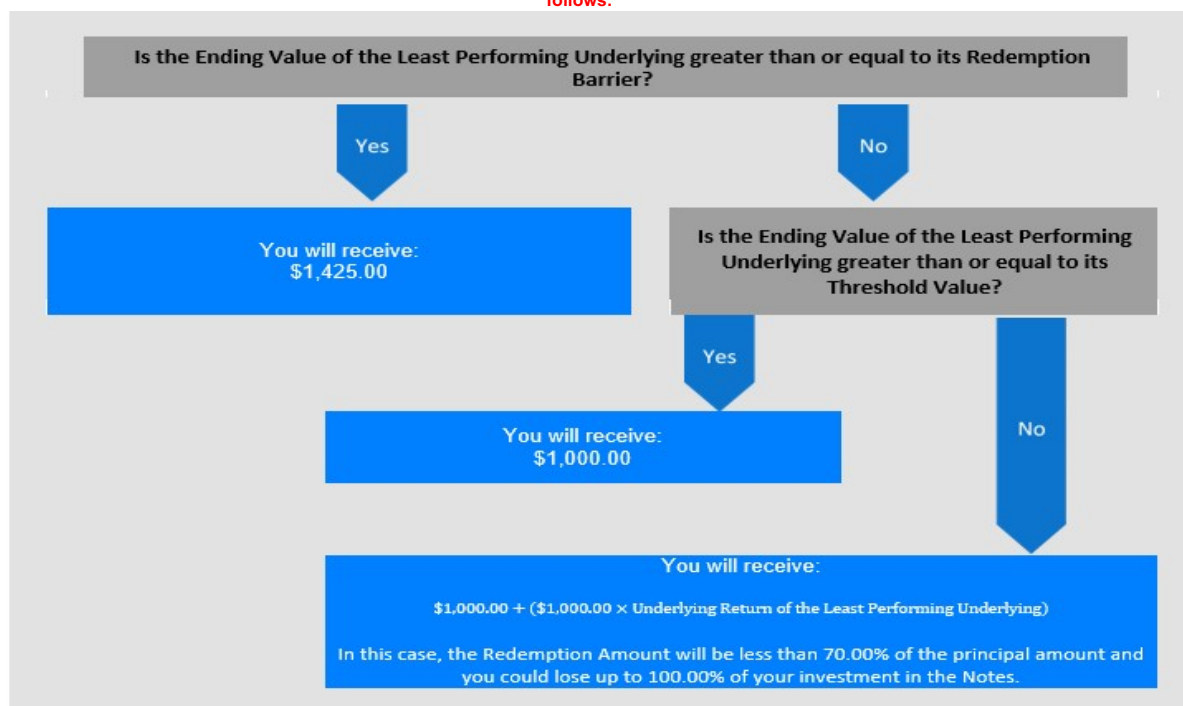 follows:
Is the Ending Value of the Least Performing Underlying greater than or equal to its Redemption
Barrier?
Yes
No
You will receive:
$1,425.00
Is the Ending Value of the Least Performing
Underlying greater than or equal to its
Threshold Value?
Yes
No
You will receive:
$1,000.00
You will receive:
$1,000.00 + ($1,000.00 × Underlying Return of the Least Performing Underlying)
In this case, the Redemption Amount will be less than 70.00% of the principal amount and
you could lose up to 100.00% of your investment in the Notes.